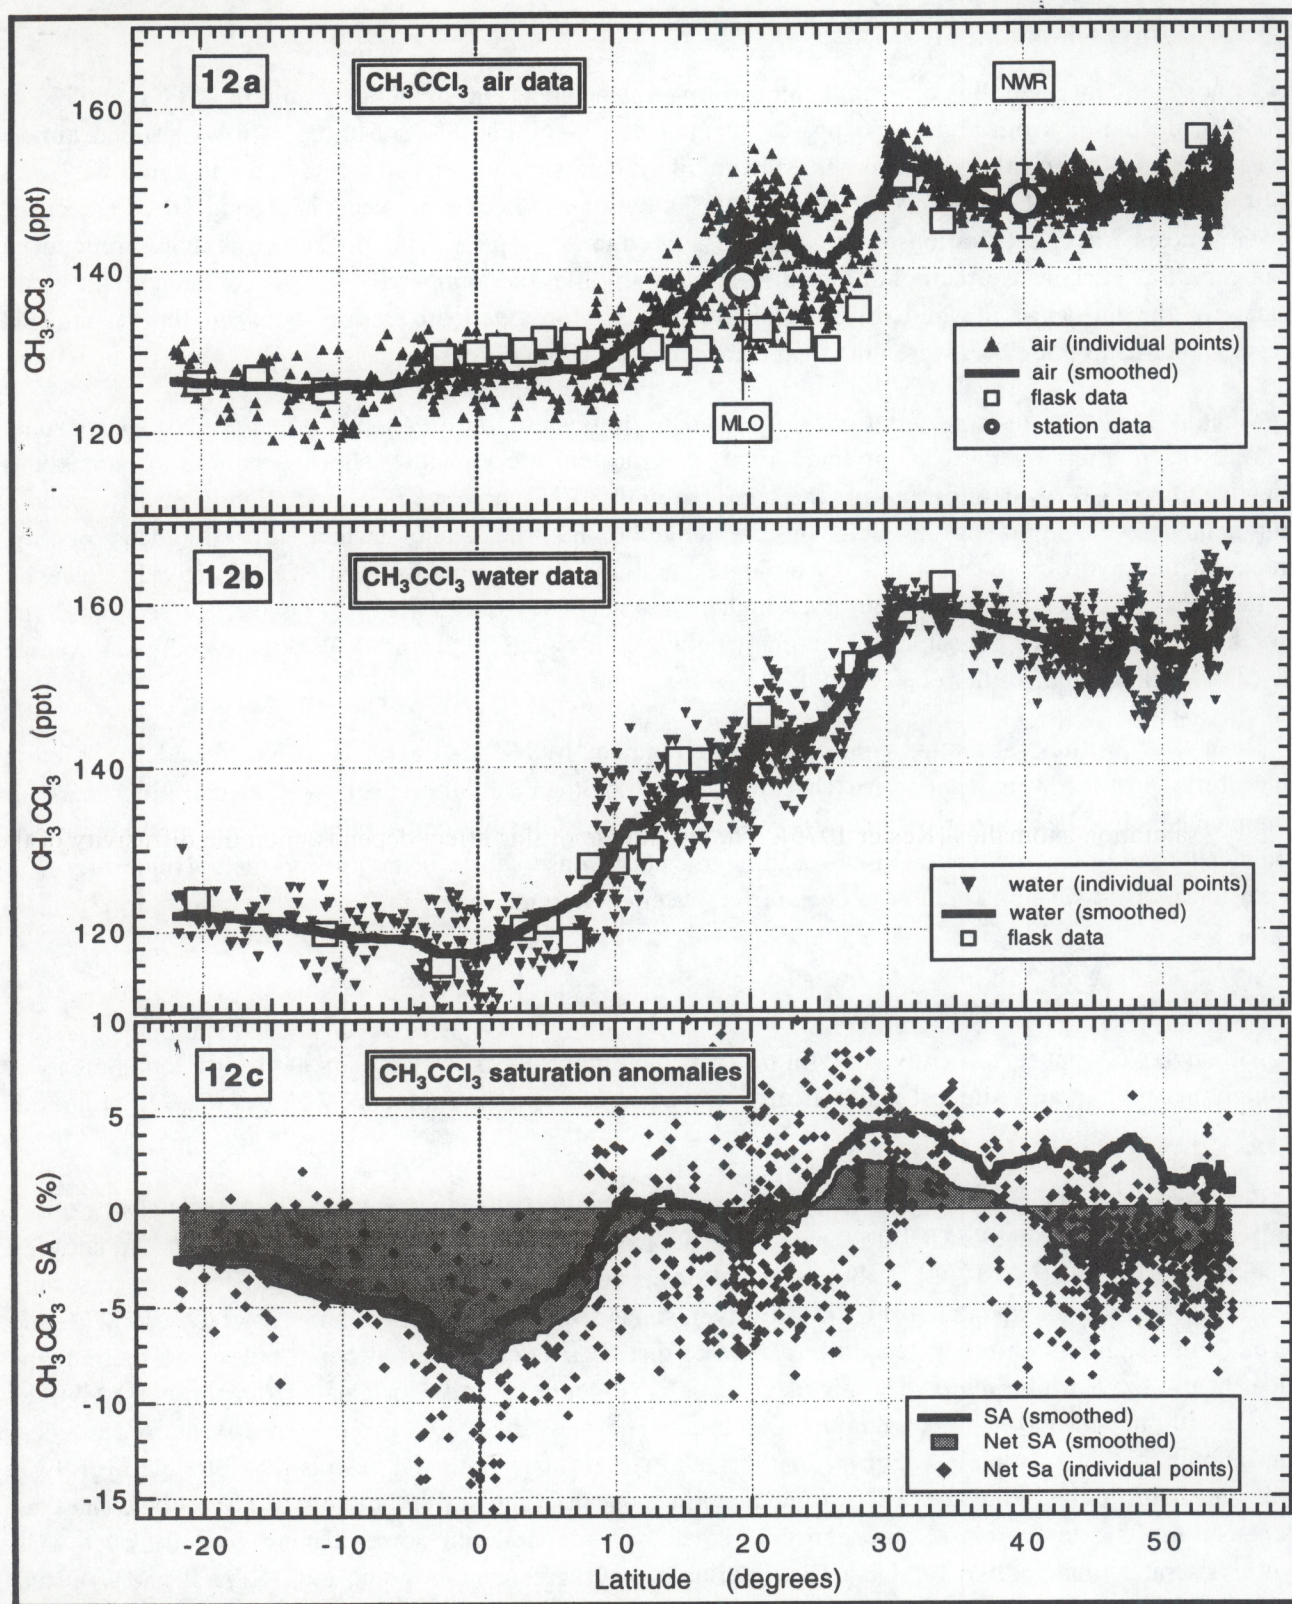 12a
CH₃CCl₃ air data
NWR
160
140
120
CH₃CCl₃ (ppt)
MLO
air (individual points)
air (smoothed)
flask data
station data
12b
CH₃CCl₃ water data
160
140
120
CH₃CCl₃ (ppt)
water (individual points)
water (smoothed)
flask data
12c
CH₃CCl₃ saturation anomalies
10
5
0
-5
-10
15
CH₃CCl₃ SA (%)
SA (smoothed)
Net SA (smoothed)
Net Sa (individual points)
-20 -10 0 10 20 30 40 50
Latitude (degrees)